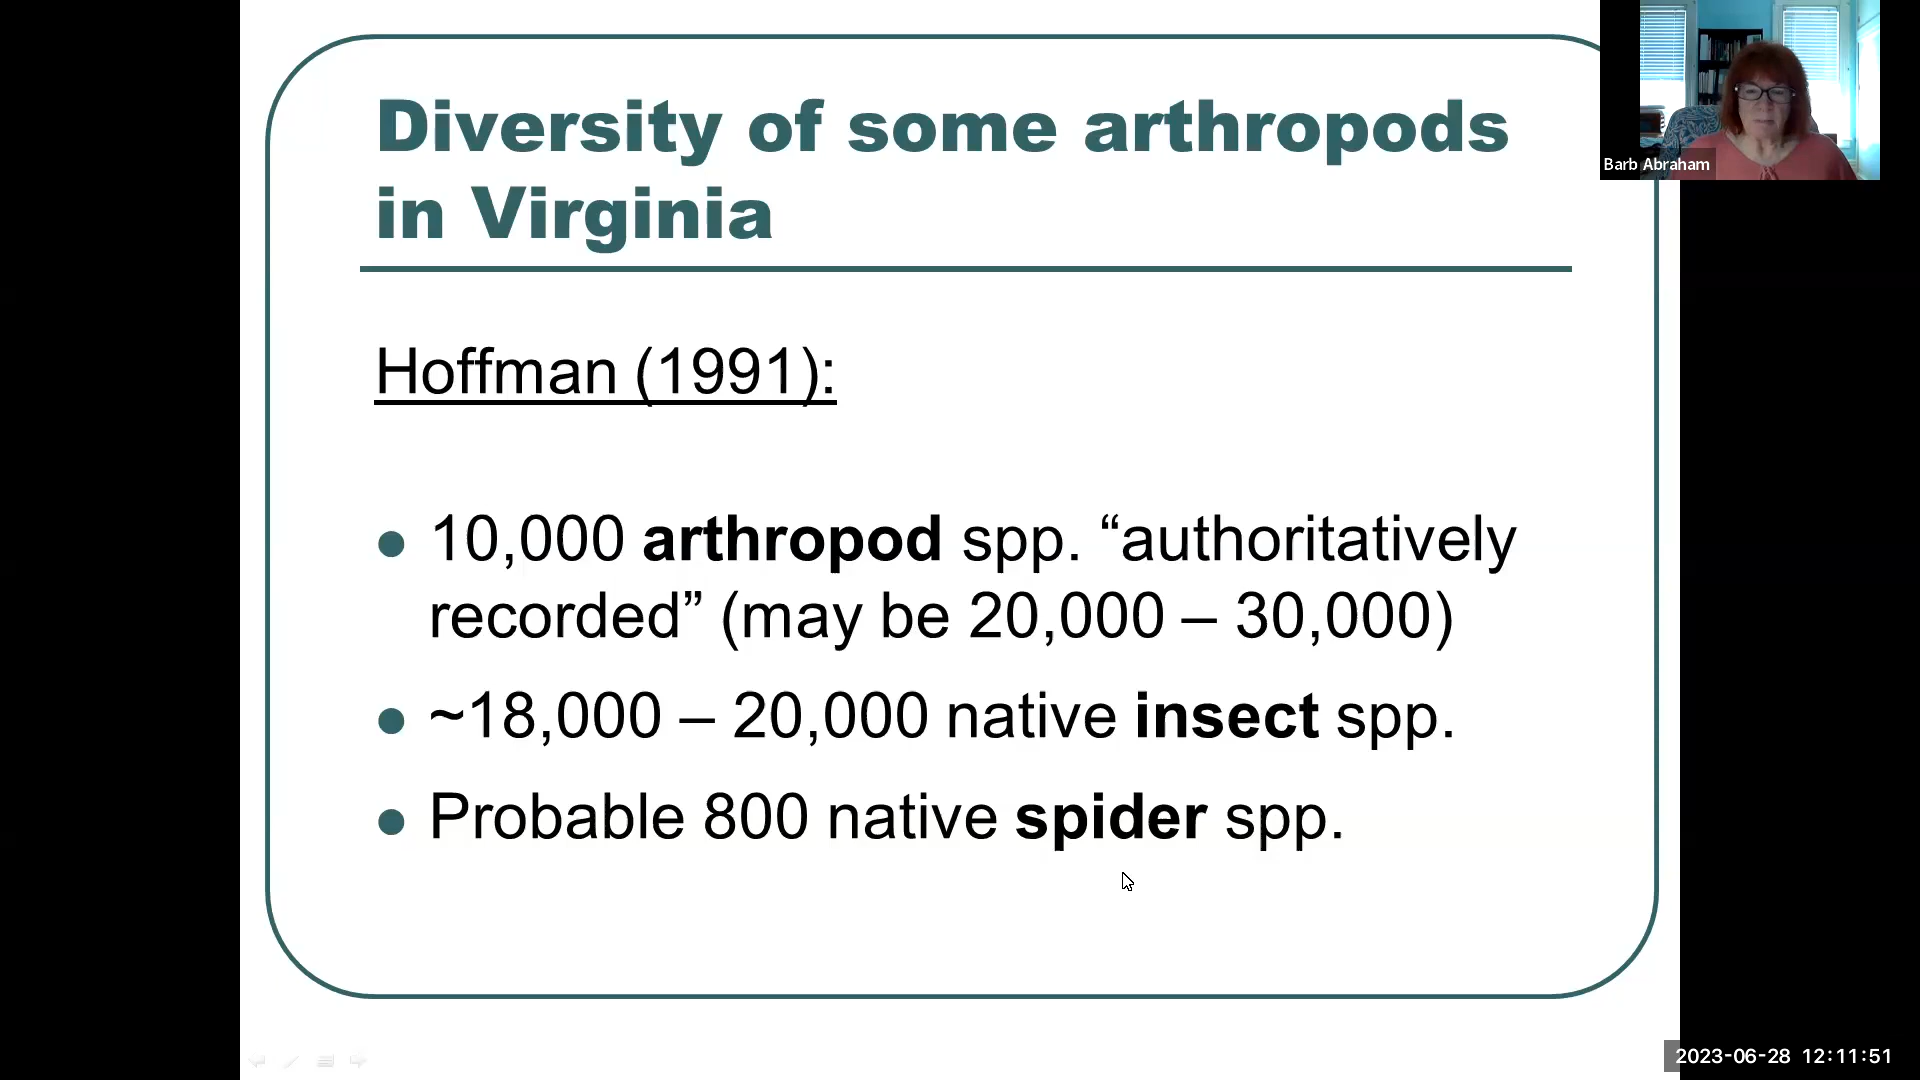 Diversity of some arthropods
in Virginia
Barb Abraham
Hoffman (1991):
10,000 arthropod spp. “authoritatively
recorded” (may be 20,000 – 30,000)
~18,000 – 20,000 native insect spp.
Probable 800 native spider spp.
2023-06-28 12:11:51